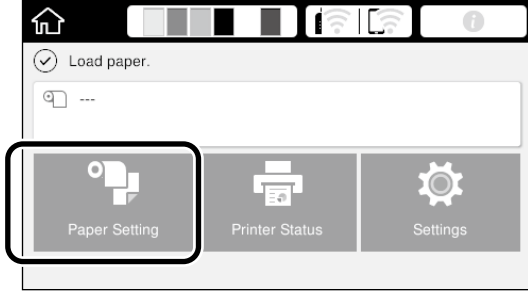 Load paper.
---
Paper Setting
Printer Status
Settings